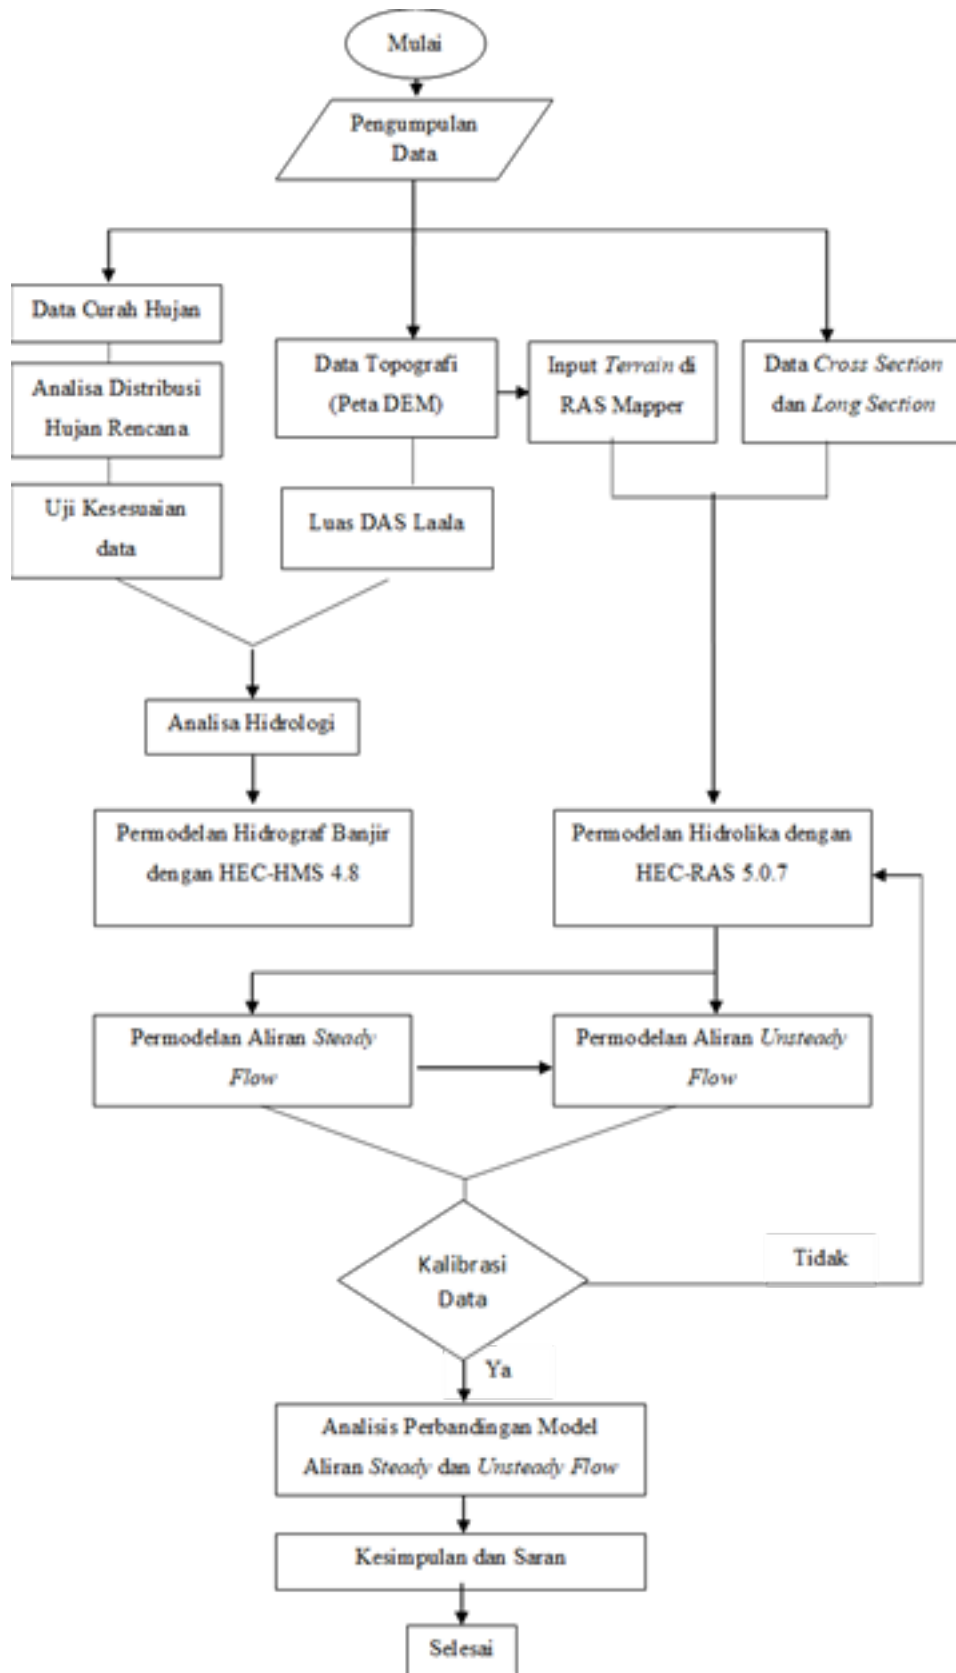 Mulai
Pengumpulan
Data
Data Curah Hujan
Analisa Distribusi
Hujan Rencana
Uji Kesesuaian
data
Data Topografi
(Peta DEM)
Input Terrain di
RAS Mapper
Data Cross Section
dan Long Section
Luas DAS Laala
Analisa Hidrologi
Permodelan Hidrograf Banjir
dengan HEC-HMS 4.8
Permodelan Hidrolika dengan
HEC-RAS 5.0.7
Permodelan Aliran Steady
Flow
Permodelan Aliran Unsteady
Flow
Kalibrasi
Data
Tidak
Ya
Analisis Perbandingan Model
Aliran Steady dan Unsteady Flow
Kesimpulan dan Saran
Selesai